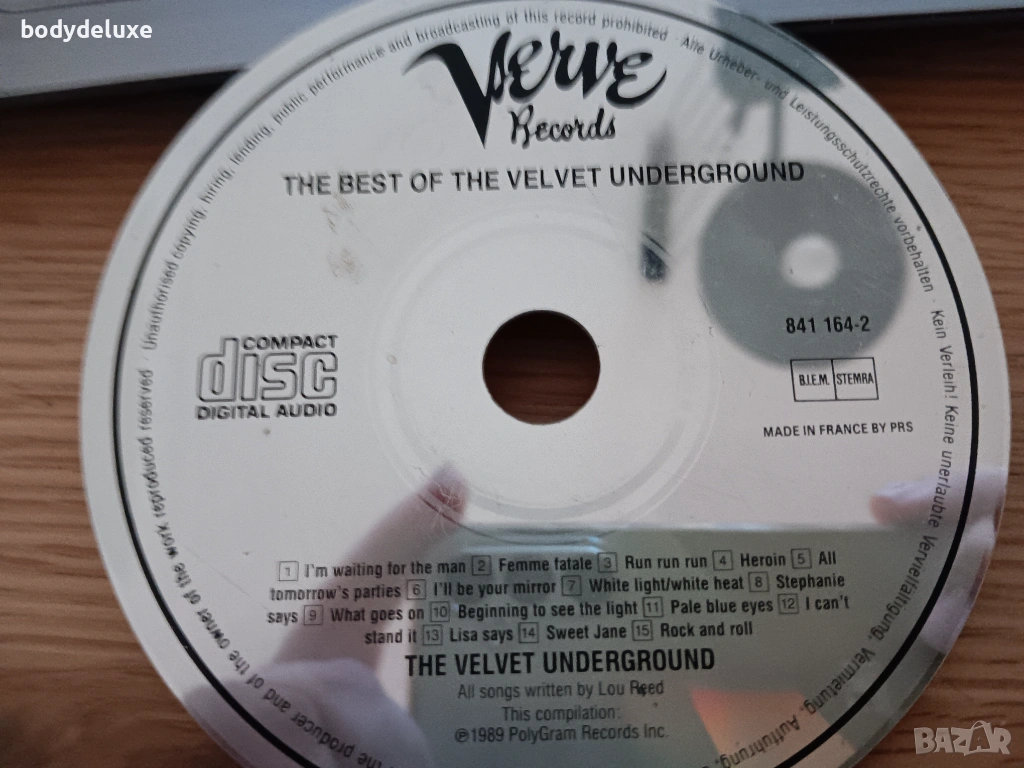 bodydeluxe
Verve
Records
THE BEST OF THE VELVET UNDERGROUND
COMPACT
disc
DIGITAL AUDIO
841 164-2
B.I.E.M. STEMRA
MADE IN FRANCE BY PRS
1 I'm waiting for the man 2 Femme fatale 3 Run run run 4 Heroin 5 All
tomorrow's parties 6 I'll be your mirror 7 White light/white heat 8 Stephanie
says 9 What goes on 10 Beginning to see the light 11 Pale blue eyes 12 I can't
stand it 13 Lisa says 14 Sweet Jane 15 Rock and roll
THE VELVET UNDERGROUND
All songs written by Lou Reed
This compilation:
℗1989 PolyGram Records Inc.
the producer and of the owner of the work reproduced reserved · Unauthorised copying, hiring, lending, public performance and broadcasting of this record prohibited · Alle Urheber- und Leistungsschutzrechte vorbehalten · Kein Verleih! Keine unerlaubte Vervielfältigung, Vermietung, Aufführung,
BAZAR